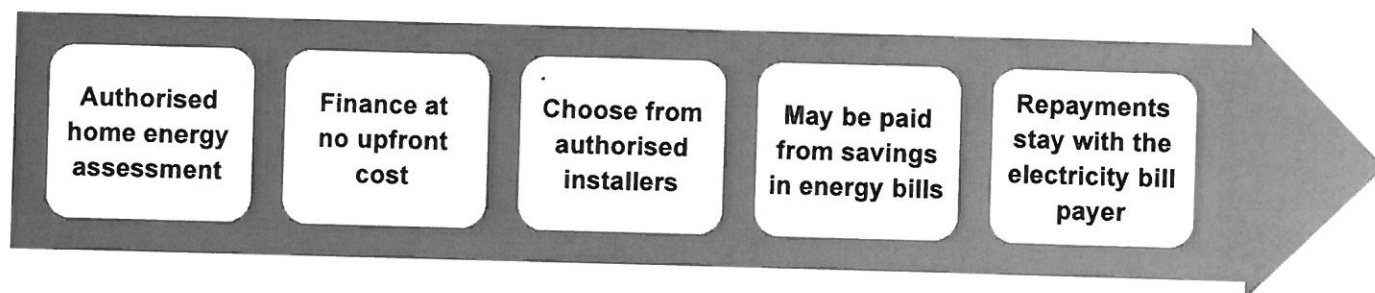 Authorised
home energy
assessment
Finance at
no upfront
cost
Choose from
authorised
installers
May be paid
from savings
in energy bills
Repayments
stay with the
electricity bill
payer